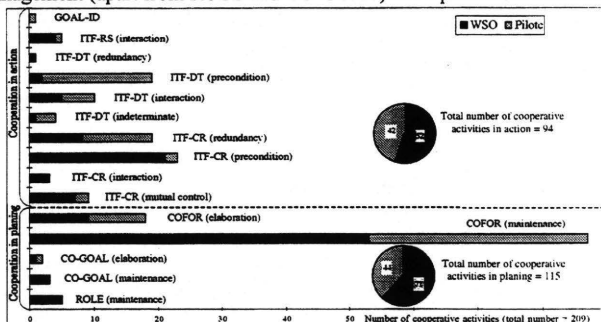 GOAL-ID
WSO Pilote
ITF-RS (interaction)
ITF-DT (redundancy)
ITF-DT (precondition)
ITF-DT (interaction)
ITF-DT (indeterminate)
ITF-CR (redundancy)
ITF-CR (precondition)
ITF-CR (interaction)
ITF-CR (mutual control)
Cooperation in action
42
52
Total number of cooperative
activities in action = 94
COFOR (elaboration)
COFOR (maintenance)
CO-GOAL (elaboration)
CO-GOAL (maintenance)
ROLE (maintenance)
Cooperation in planing
44
71
Total number of cooperative
activities in planing = 115
0 10 20 30 40 50 Number of cooperative activities (total number = 209)